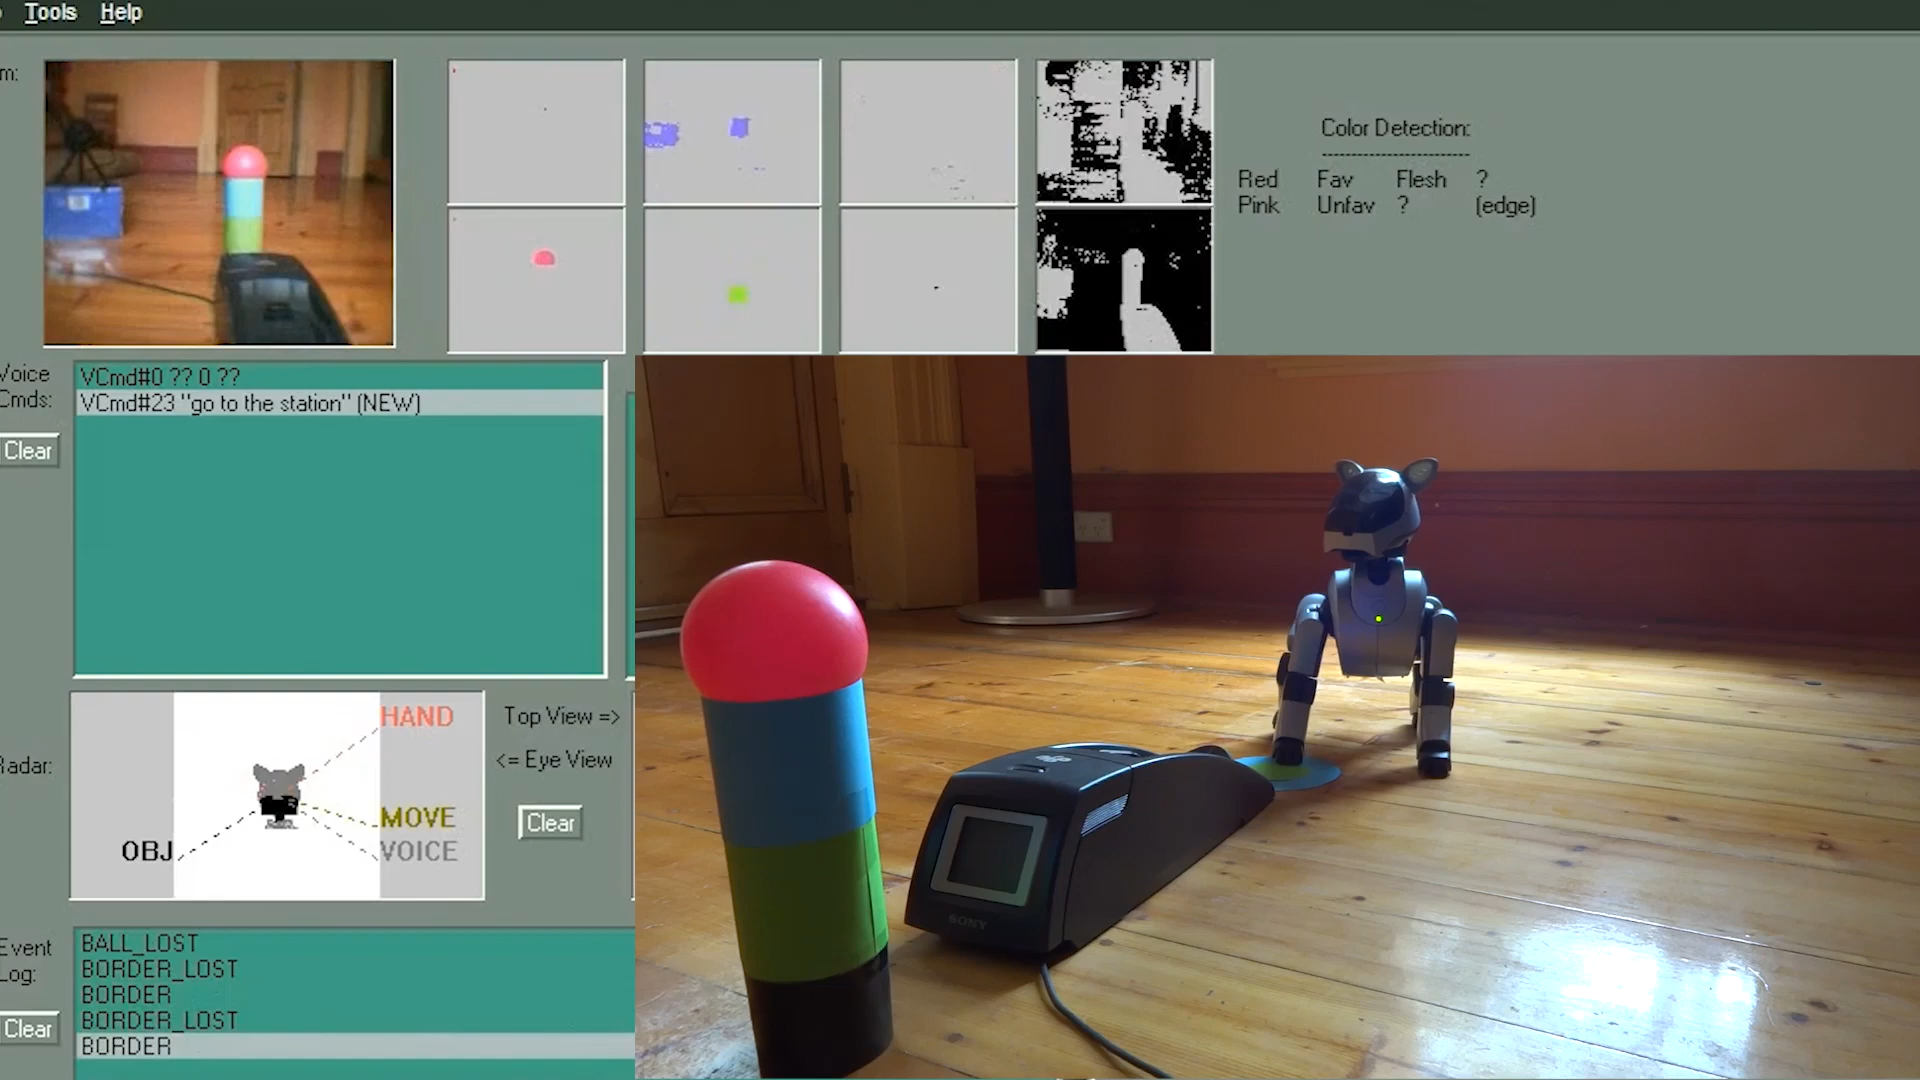 Tools Help
m:
Color Detection:
Red Fav Flesh ?
Pink Unfav ? (edge)
Voice
Cmds:
Clear
VCmd#0 ?? 0 ??
VCmd#23 "go to the station" (NEW)
Radar:
HAND
MOVE
VOICE
OBJ
Top View =>
<= Eye View
Clear
Event
Log:
Clear
BALL_LOST
BORDER_LOST
BORDER
BORDER_LOST
BORDER
SONY